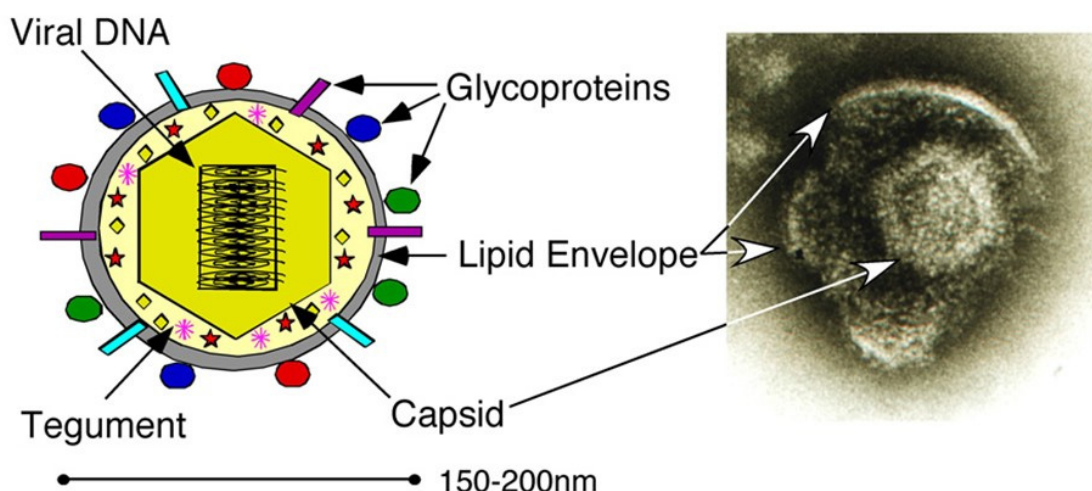 Viral DNA
Glycoproteins
Lipid Envelope
Capsid
Tegument
150-200nm